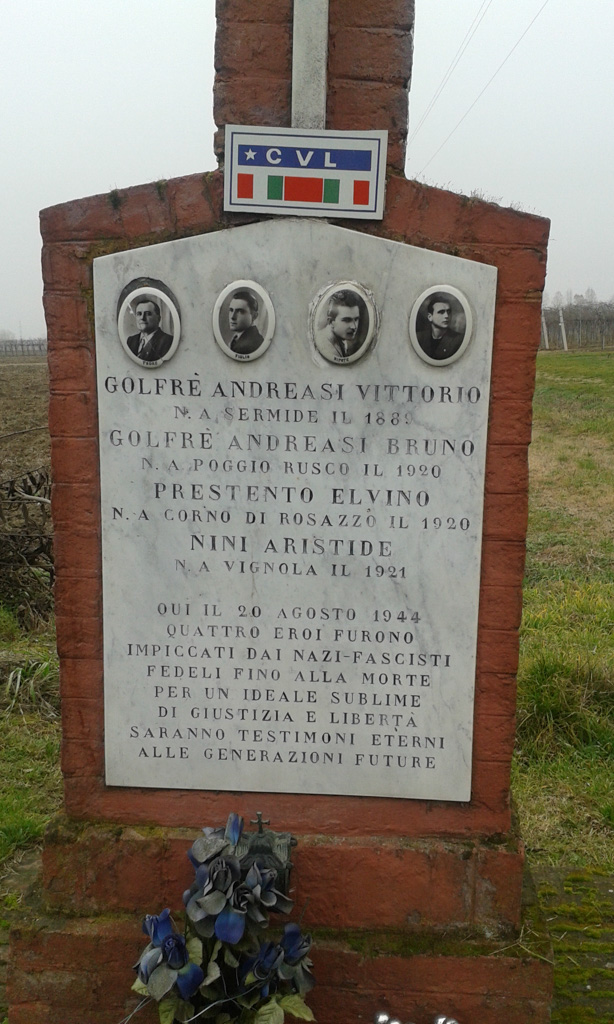 CVL
GOLFRÈ ANDREASI VITTORIO
N. A SERMIDE IL 1889
GOLFRÈ ANDREASI BRUNO
N. A POGGIO RUSCO IL 1920
PRESTENTO ELVINO
N. A CORNO DI ROSAZZO IL 1920
NINI ARISTIDE
N. A VIGNOLA IL 1921
QUI IL 20 AGOSTO 1944
QUATTRO EROI FURONO
IMPICCATI DAI NAZI-FASCISTI
FEDELI FINO ALLA MORTE
PER UN IDEALE SUBLIME
DI GIUSTIZIA E LIBERTÀ
SARANNO TESTIMONI ETERNI
ALLE GENERAZIONI FUTURE